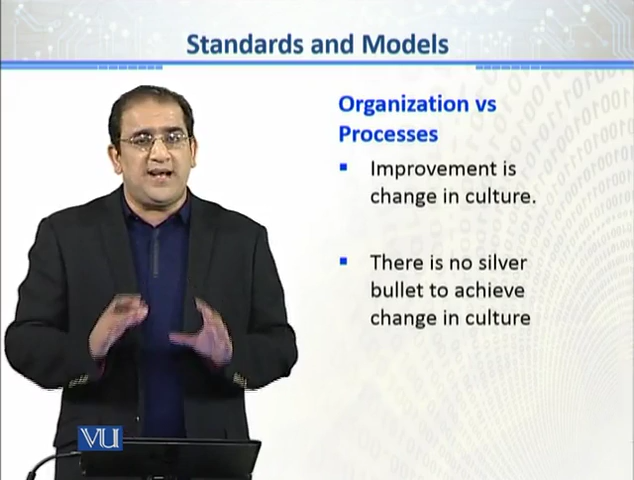 Standards and Models
Organization vs
Processes
Improvement is
change in culture.
There is no silver
bullet to achieve
change in culture
VU